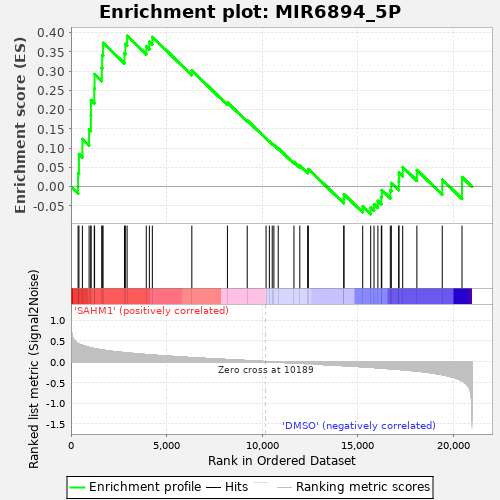 Enrichment plot: MIR6894_5P
Enrichment score (ES)
0.40
0.35
0.30
0.25
0.20
0.15
0.10
0.05
0.00
-0.05
'SAHM1' (positively correlated)
Ranked list metric (Signal2Noise)
1.0
0.5
0.0
-0.5
-1.0
-1.5
Zero cross at 10189
'DMSO' (negatively correlated)
0 5,000 10,000 15,000 20,000
Rank in Ordered Dataset
Enrichment profile Hits Ranking metric scores